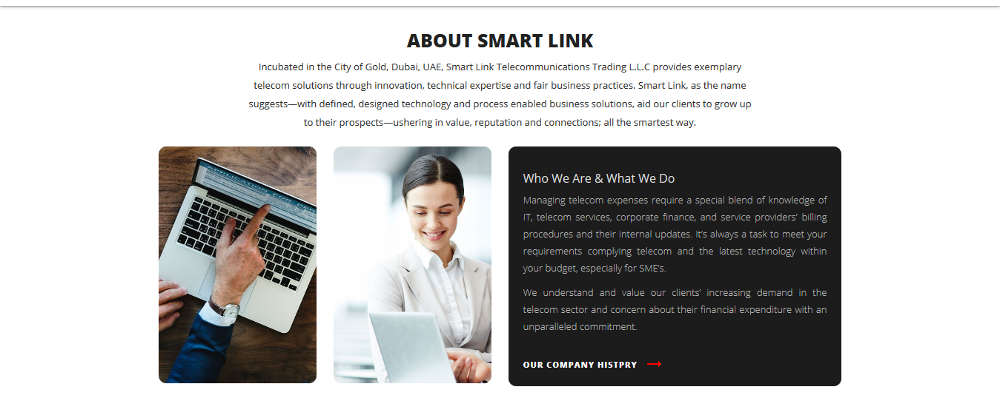 ABOUT SMART LINK
Incubated in the City of Gold, Dubai, UAE, Smart Link Telecommunications Trading L.L.C provides exemplary
telecom solutions through innovation, technical expertise and fair business practices. Smart Link, as the name
suggests—with defined, designed technology and process enabled business solutions, aid our clients to grow up
to their prospects—ushering in value, reputation and connections; all the smartest way.
APPLICATION FOR
Who We Are & What We Do
Managing telecom expenses require a special blend of knowledge of
IT, telecom services, corporate finance, and service providers' billing
procedures and their internal updates. It's always a task to meet your
requirements complying telecom and the latest technology within
your budget, especially for SME's.
We understand and value our clients' increasing demand in the
telecom sector and concern about their financial expenditure with an
unparalleled commitment.
OUR COMPANY HISTPRY